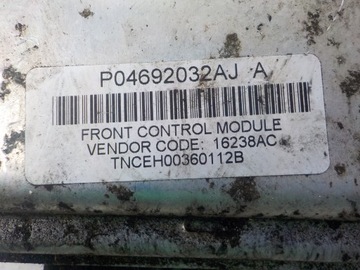 P04692032AJ A
FRONT CONTROL MODULE
VENDOR CODE: 16238AC
TNCEH00360112B